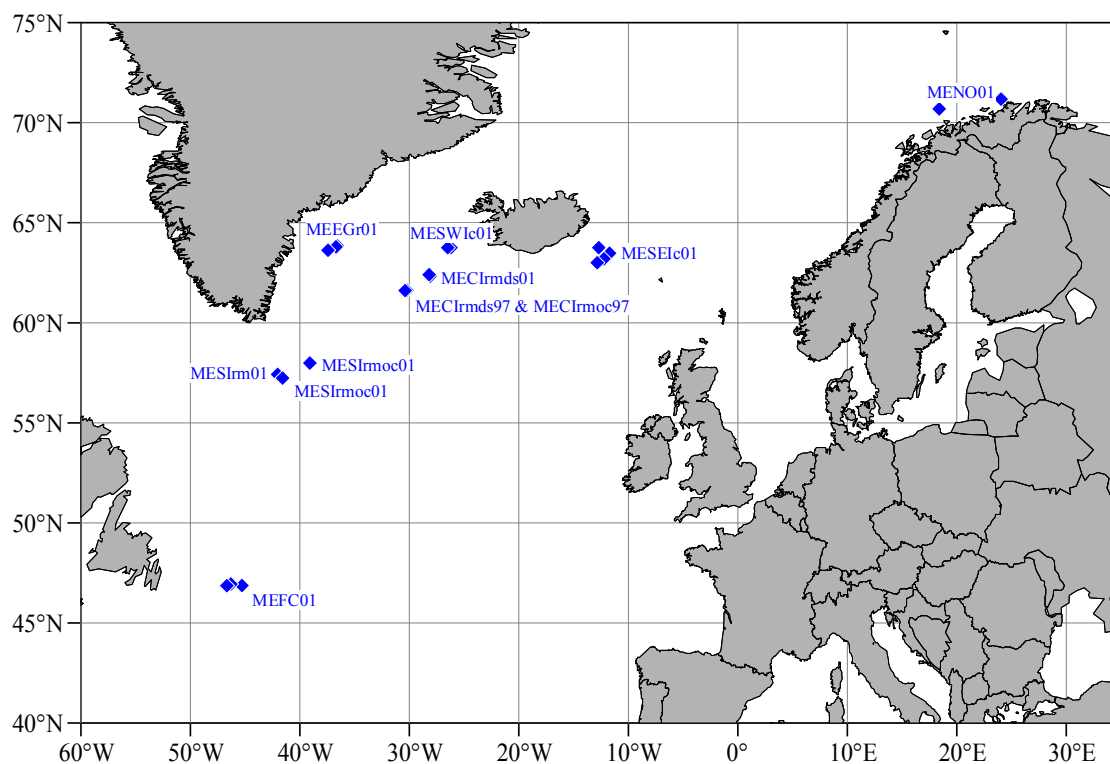 75°N
MENO01
70°N
65°N
MEEGr01
MESWIc01
MESEIc01
MECIrmds01
MECIrmds97 & MECIrmoc97
60°N
MESIrmoc01
MESIrm01
MESIrmoc01
55°N
50°N
MEFC01
45°N
40°N
60°W 50°W 40°W 30°W 20°W 10°W 0° 10°E 20°E 30°E